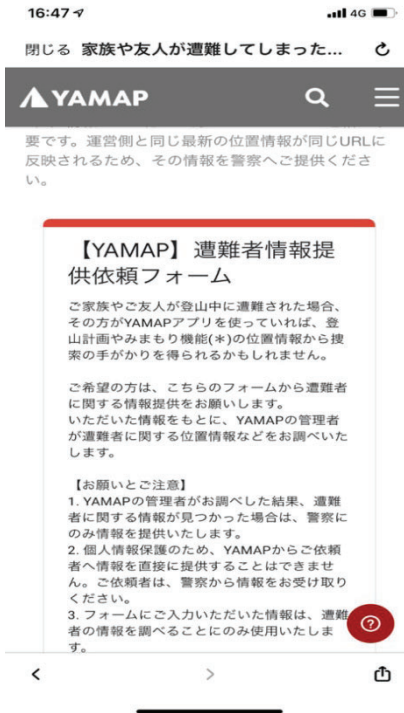 16:47
4G
閉じる 家族や友人が遭難してしまった...
YAMAP
要です。運営側と同じ最新の位置情報が同じURLに
反映されるため、その情報を警察へご提供くださ
い。
【YAMAP】遭難者情報提
供依頼フォーム
ご家族やご友人が登山中に遭難された場合、
その方がYAMAPアプリを使っていれば、登
山計画やみまもり機能(*)の位置情報から捜
索の手がかりを得られるかもしれません。
ご希望の方は、こちらのフォームから遭難者
に関する情報提供をお願いします。
いただいた情報をもとに、YAMAPの管理者
が遭難者に関する位置情報などをお調べいた
します。
【お願いとご注意】
1. YAMAPの管理者がお調べした結果、遭難
者に関する情報が見つかった場合は、警察に
のみ情報を提供いたします。
2. 個人情報保護のため、YAMAPからご依頼
者へ情報を直接に提供することはできませ
ん。ご依頼者は、警察から情報をお受け取り
ください。
3. フォームにご入力いただいた情報は、遭難
者の情報を調べることにのみ使用いたしま
す。